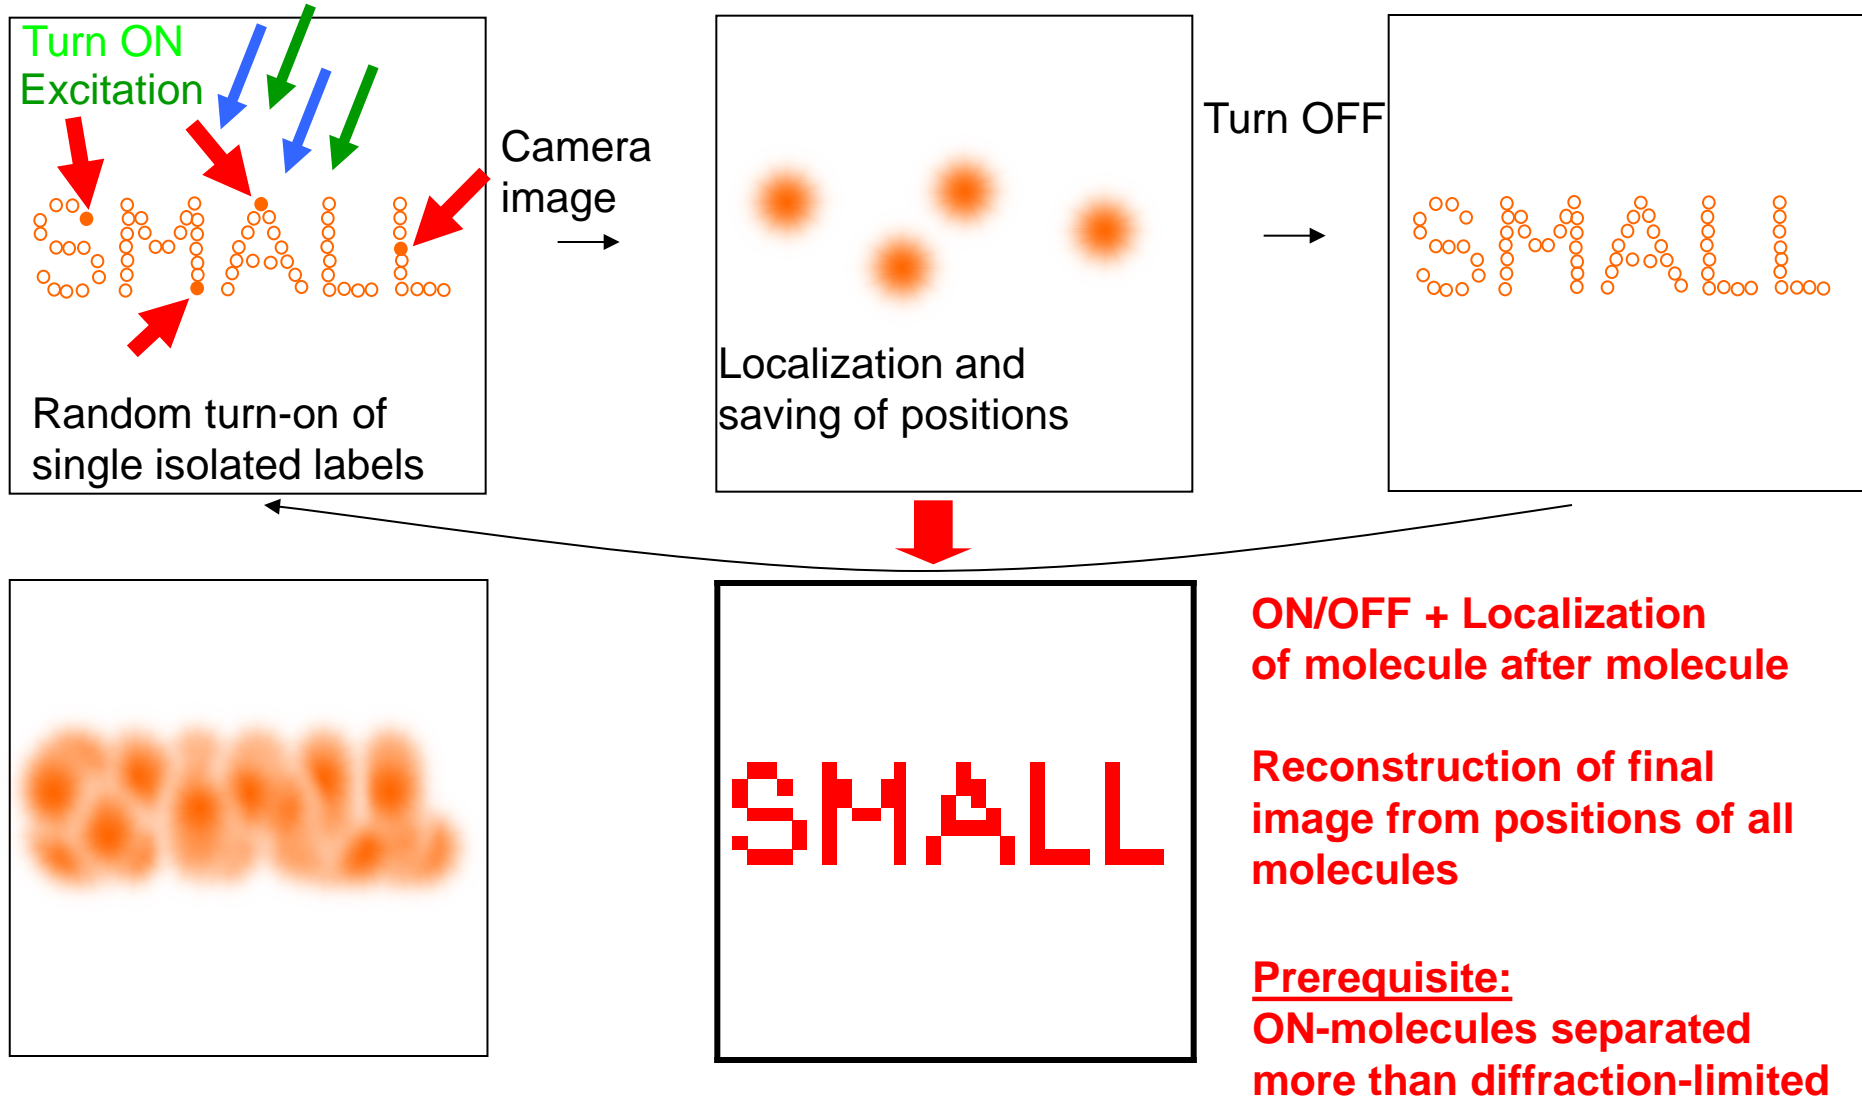 Turn ON
Excitation
SMALL
Random turn-on of
single isolated labels
Camera
image
Localization and
saving of positions
Turn OFF
SMALL
SMALL
ON/OFF + Localization
of molecule after molecule
Reconstruction of final
image from positions of all
molecules
Prerequisite:
ON-molecules separated
more than diffraction-limited